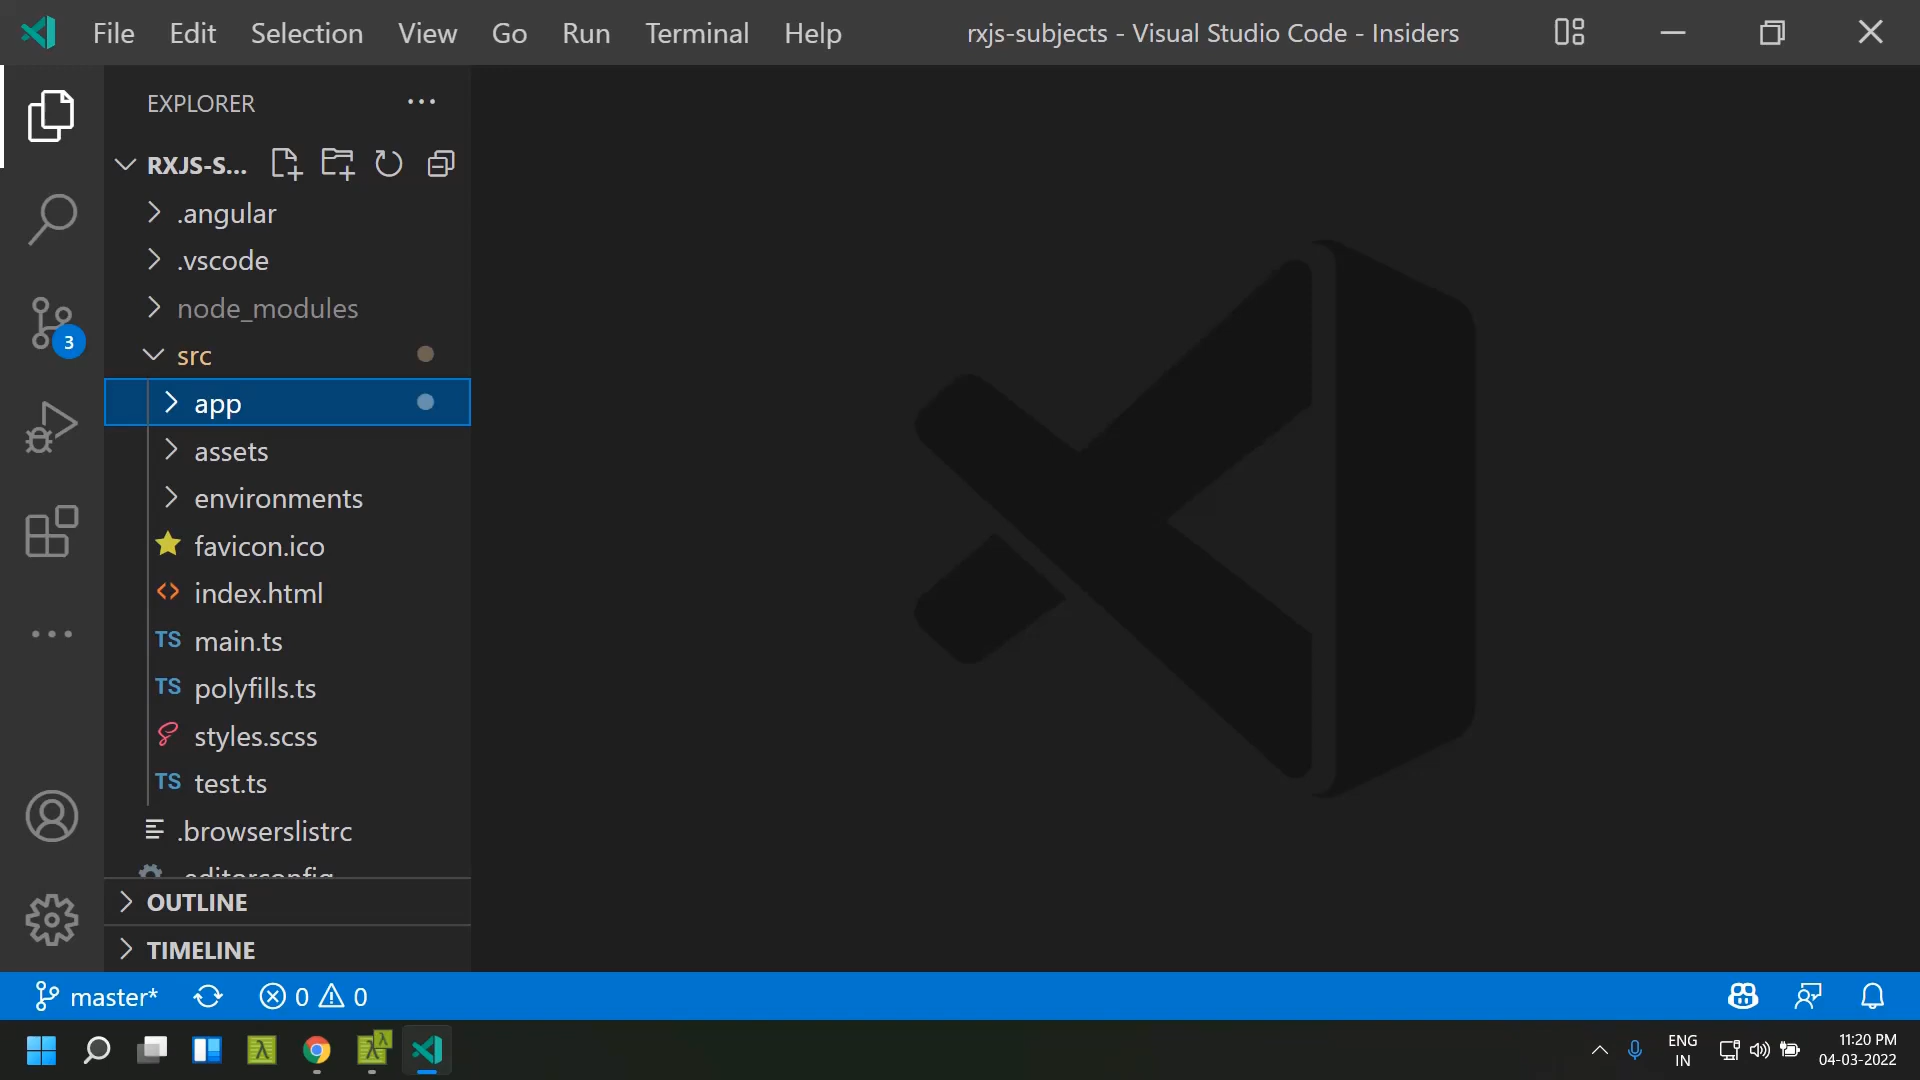 File Edit Selection View Go Run Terminal Help rxjs-subjects - Visual Studio Code - Insiders
EXPLORER
RXJS-S...
.angular
.vscode
node_modules
3
src
app
assets
environments
favicon.ico
<> index.html
TS main.ts
TS polyfills.ts
styles.scss
TS test.ts
.browserslistrc
.editorconfig
OUTLINE
TIMELINE
master* 0 0
ENG 11:20 PM
IN 04-03-2022